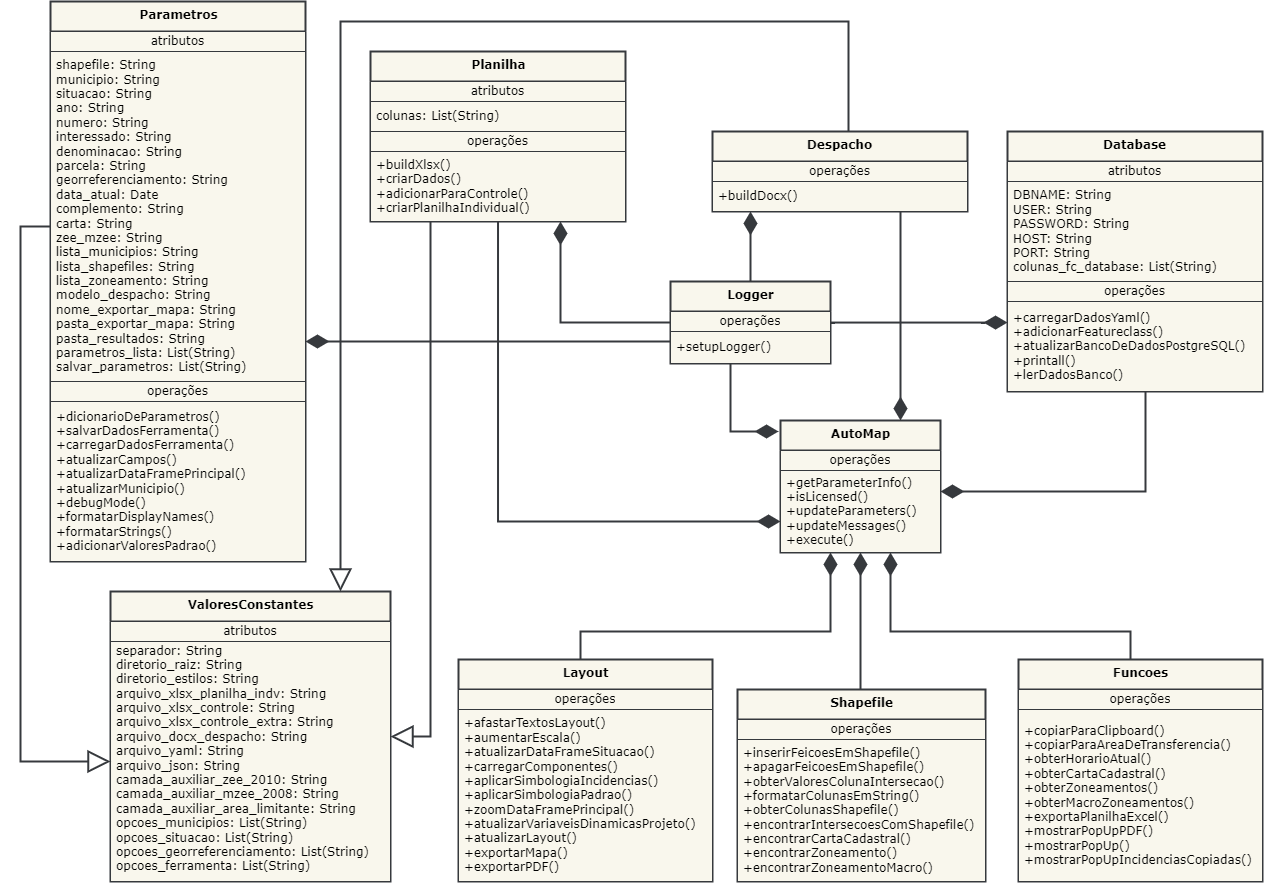 Parametros
atributos
shapefile: String
municipio: String
situacao: String
ano: String
numero: String
interessado: String
denominacao: String
parcela: String
georreferenciamento: String
data_atual: Date
complemento: String
carta: String
zee_mzee: String
lista_municipios: String
lista_shapefiles: String
lista_zoneamento: String
modelo_despacho: String
nome_exportar_mapa: String
pasta_exportar_mapa: String
pasta_resultados: String
parametros_lista: List(String)
salvar_parametros: List(String)
operações
+dicionarioDeParametros()
+salvarDadosFerramenta()
+carregarDadosFerramenta()
+atualizarCampos()
+atualizarDataFramePrincipal()
+atualizarMunicipio()
+debugMode()
+formatarDisplayNames()
+formatarStrings()
+adicionarValoresPadrao()
Planilha
atributos
colunas: List(String)
operações
+buildXlsx()
+criarDados()
+adicionarParaControle()
+criarPlanilhaIndividual()
Despacho
operações
+buildDocx()
Database
atributos
DBNAME: String
USER: String
PASSWORD: String
HOST: String
PORT: String
colunas_fc_database: List(String)
operações
+carregarDadosYaml()
+adicionarFeatureclass()
+atualizarBancoDeDadosPostgreSQL()
+printall()
+lerDadosBanco()
Logger
operações
+setupLogger()
AutoMap
operações
+getParameterInfo()
+isLicensed()
+updateParameters()
+updateMessages()
+execute()
ValoresConstantes
atributos
separador: String
diretorio_raiz: String
diretorio_estilos: String
arquivo_xlsx_planilha_indv: String
arquivo_xlsx_controle: String
arquivo_xlsx_controle_extra: String
arquivo_docx_despacho: String
arquivo_yaml: String
arquivo_json: String
camada_auxiliar_zee_2010: String
camada_auxiliar_mzee_2008: String
camada_auxiliar_area_limitante: String
opcoes_municipios: List(String)
opcoes_situacao: List(String)
opcoes_georreferenciamento: List(String)
opcoes_ferramenta: List(String)
Layout
operações
+afastarTextosLayout()
+aumentarEscala()
+atualizarDataFrameSituacao()
+carregarComponentes()
+aplicarSimbologiaIncidencias()
+aplicarSimbologiaPadrao()
+zoomDataFramePrincipal()
+atualizarVariaveisDinamicasProjeto()
+atualizarLayout()
+exportarMapa()
+exportarPDF()
Shapefile
operações
+inserirFeicoesEmShapefile()
+apagarFeicoesEmShapefile()
+obterValoresColunaIntersecao()
+formatarColunasEmString()
+obterColunasShapefile()
+encontrarIntersecoesComShapefile()
+encontrarCartaCadastral()
+encontrarZoneamento()
+encontrarZoneamentoMacro()
Funcoes
operações
+copiarParaClipboard()
+copiarParaAreaDeTransferencia()
+obterHorarioAtual()
+obterCartaCadastral()
+obterZoneamentos()
+obterMacroZoneamentos()
+exportaPlanilhaExcel()
+mostrarPopUpPDF()
+mostrarPopUp()
+mostrarPopUpIncidenciasCopiadas()